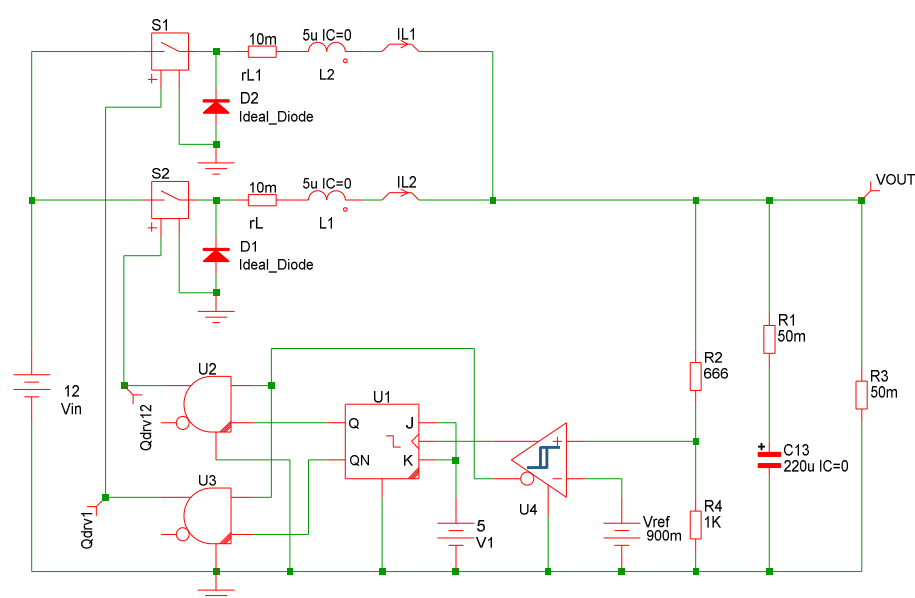 S1
10m
5u IC=0
IL1
+
rL1
L2
D2
Ideal_Diode
S2
10m
5u IC=0
IL2
VOUT
+
rL
L1
D1
Ideal_Diode
R1
50m
R2
666
U2
12
Vin
U1
R3
50m
Qdrv12
Q
J
+
+
C13
220u IC=0
QN
K
U3
−
U4
Vref
900m
R4
1K
Qdrv1
5
V1